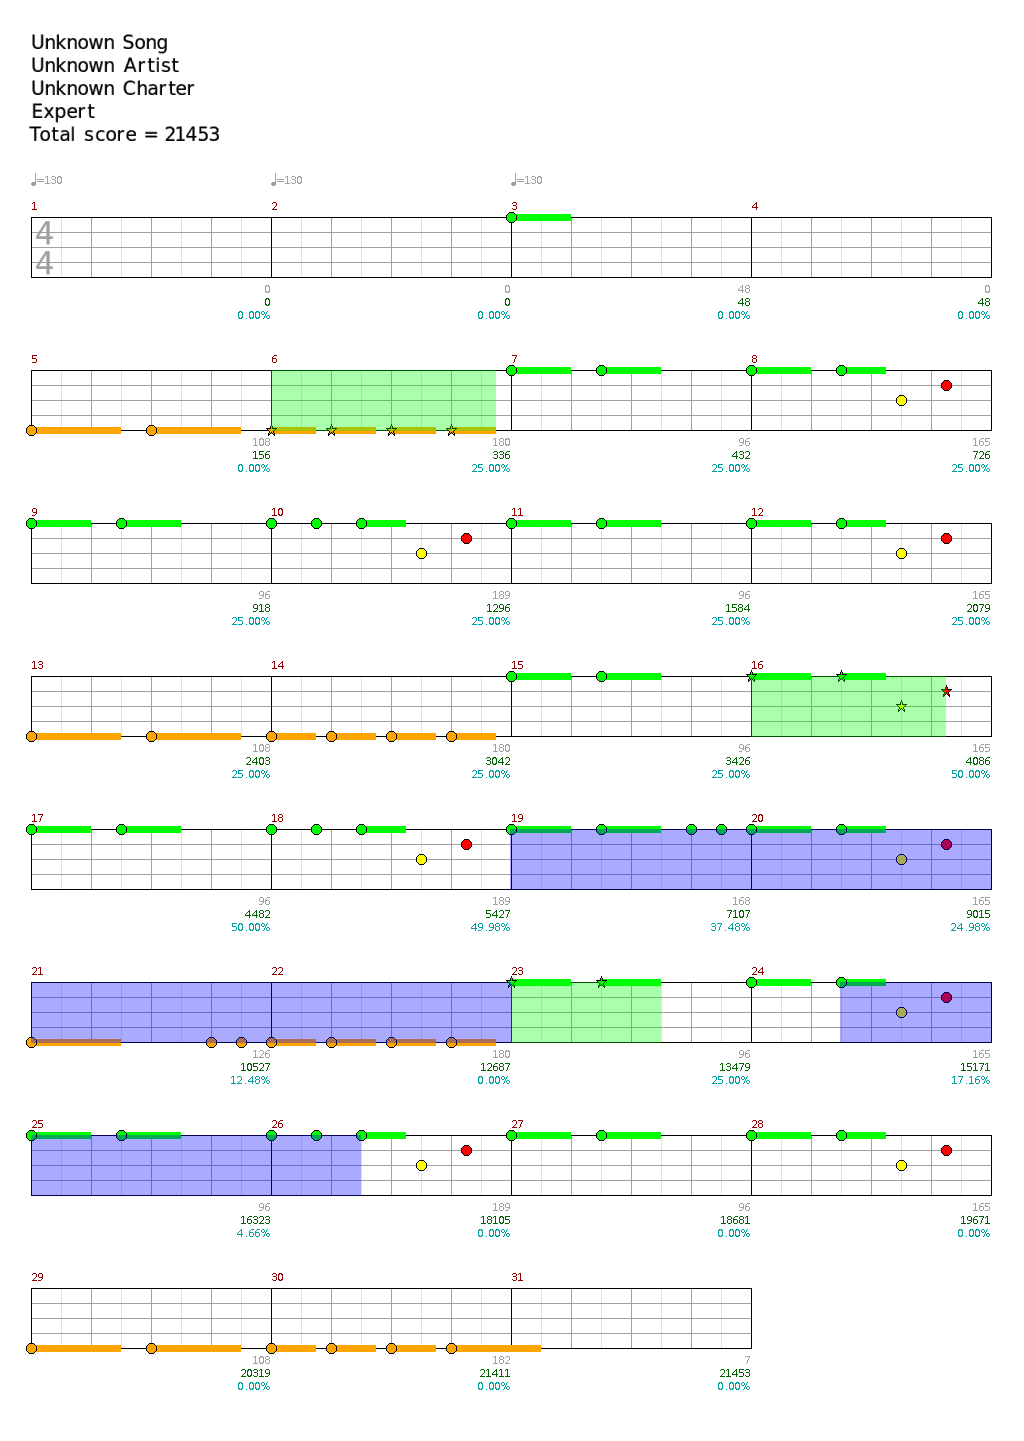 Unknown Song
Unknown Artist
Unknown Charter
Expert
Total score = 21453
♩=130 ♩=130 ♩=130
1 2 3 4
4
4
0 0 48 0
0 0 48 48
0.00% 0.00% 0.00% 0.00%
5 6 7 8
108 180 96 165
156 336 432 726
0.00% 25.00% 25.00% 25.00%
9 10 11 12
96 189 96 165
918 1296 1584 2079
25.00% 25.00% 25.00% 25.00%
13 14 15 16
108 180 96 165
2403 3042 3426 4086
25.00% 25.00% 25.00% 50.00%
17 18 19 20
96 189 168 165
4482 5427 7107 9015
50.00% 49.98% 37.48% 24.98%
21 22 23 24
126 180 96 165
10527 12687 13479 15171
12.48% 0.00% 25.00% 17.16%
25 26 27 28
96 189 96 165
16323 18105 18681 19671
4.66% 0.00% 0.00% 0.00%
29 30 31
108 182 7
20319 21411 21453
0.00% 0.00% 0.00%